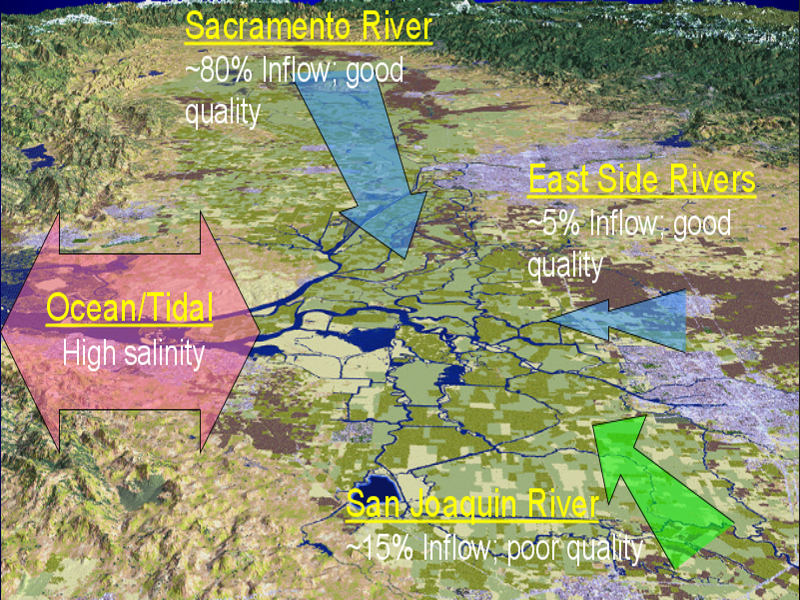 Sacramento River
~80% Inflow; good
quality
East Side Rivers
~5% Inflow; good
quality
Ocean/Tidal
High salinity
San Joaquin River
~15% Inflow; poor quality